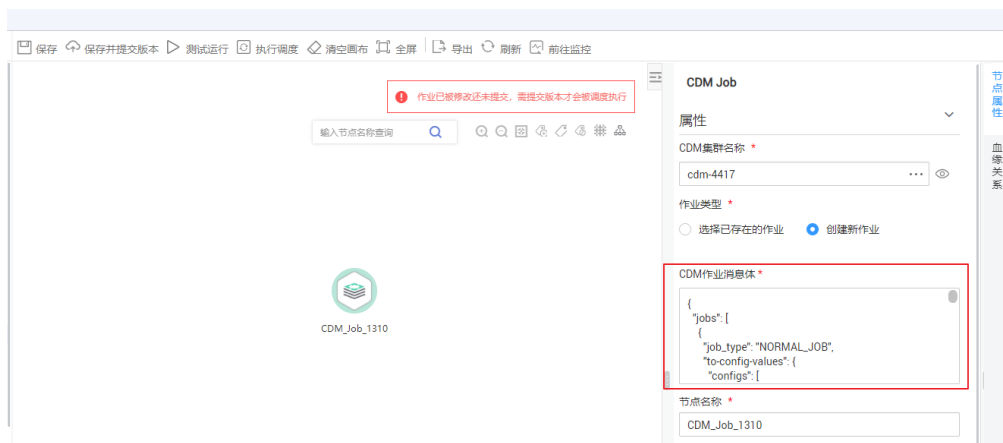 保存 保存并提交版本 测试运行 执行调度 清空画布 全屏 导出 刷新 前往监控
作业已被修改还未提交，需提交版本才会被调度执行
输入节点名称查询
CDM_Job_1310
CDM Job
属性
CDM集群名称 *
cdm-4417 ...
作业类型 *
选择已存在的作业 创建新作业
CDM作业消息体 *
{
"jobs": [
{
"job_type": "NORMAL_JOB",
"to-config-values": {
"configs": [
节点名称 *
CDM_Job_1310
节点属性
血缘关系